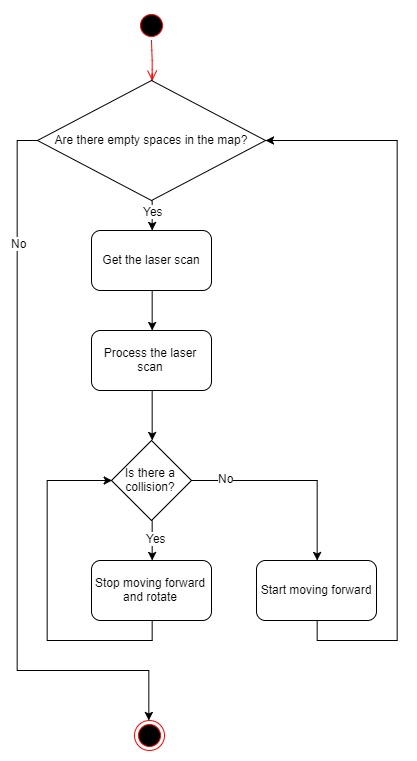 Are there empty spaces in the map?
Yes
No
Get the laser scan
Process the laser
scan
Is there a
collision?
No
Yes
Stop moving forward
and rotate
Start moving forward